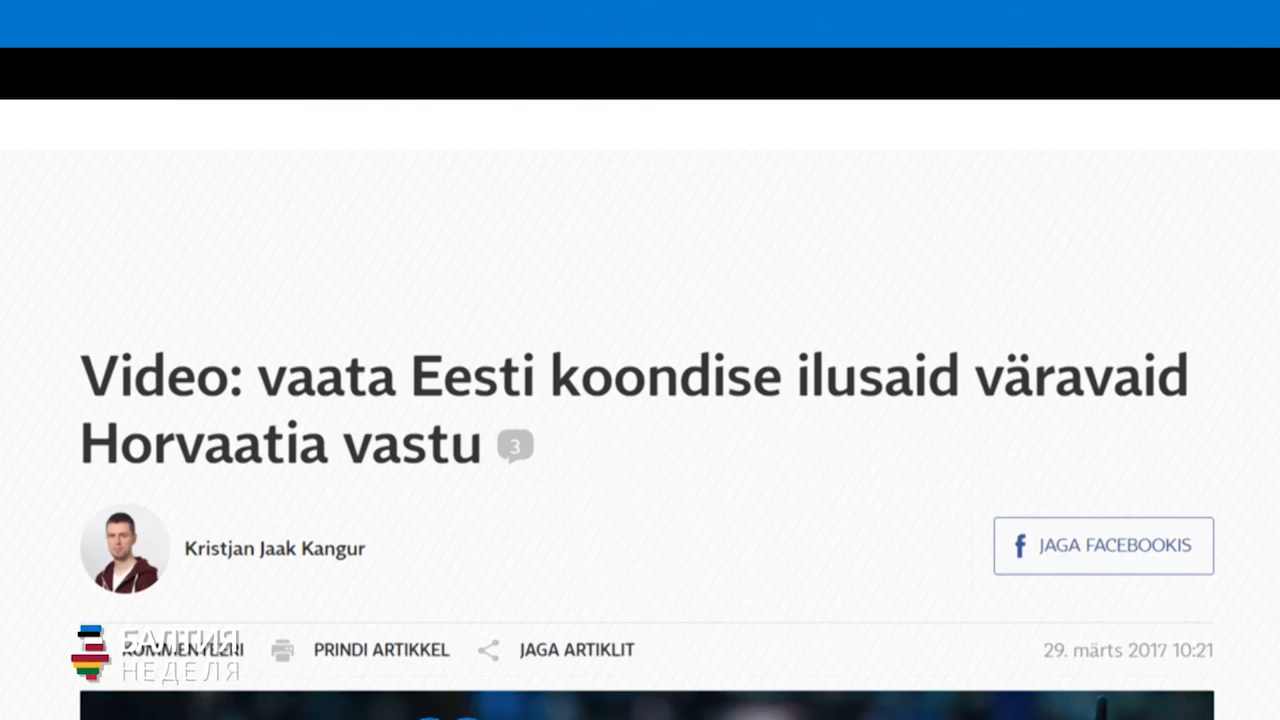 Video: vaata Eesti koondise ilusaid väravaid
Horvaatia vastu 3
Kristjan Jaak Kangur
JAGA FACEBOOKIS
KOMMENTEERI PRINDI ARTIKKEL JAGA ARTIKLIT 29. märts 2017 10:21
БАЛТИЯ
НЕДЕЛЯ